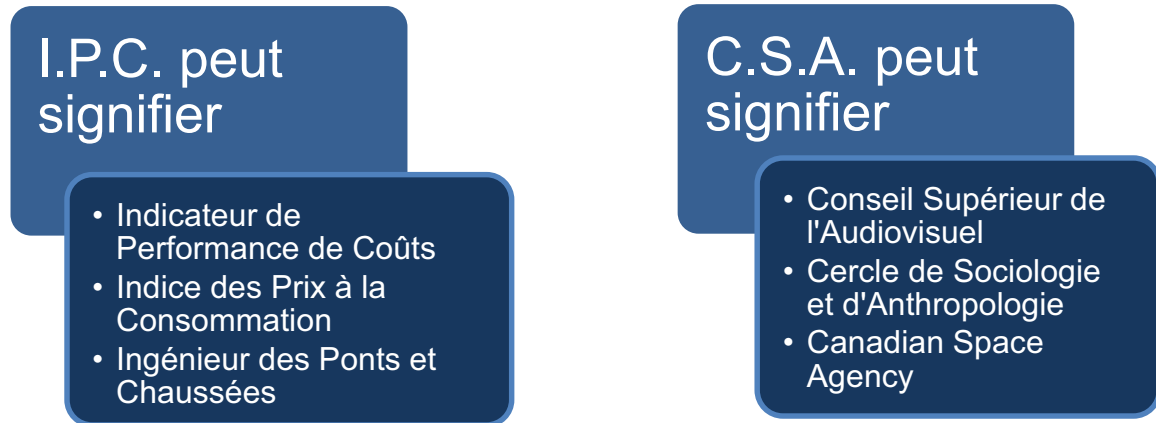 I.P.C. peut
signifier
• Indicateur de
Performance de Coûts
• Indice des Prix à la
Consommation
• Ingénieur des Ponts et
Chaussées
C.S.A. peut
signifier
• Conseil Supérieur de
l'Audiovisuel
• Cercle de Sociologie
et d'Anthropologie
• Canadian Space
Agency